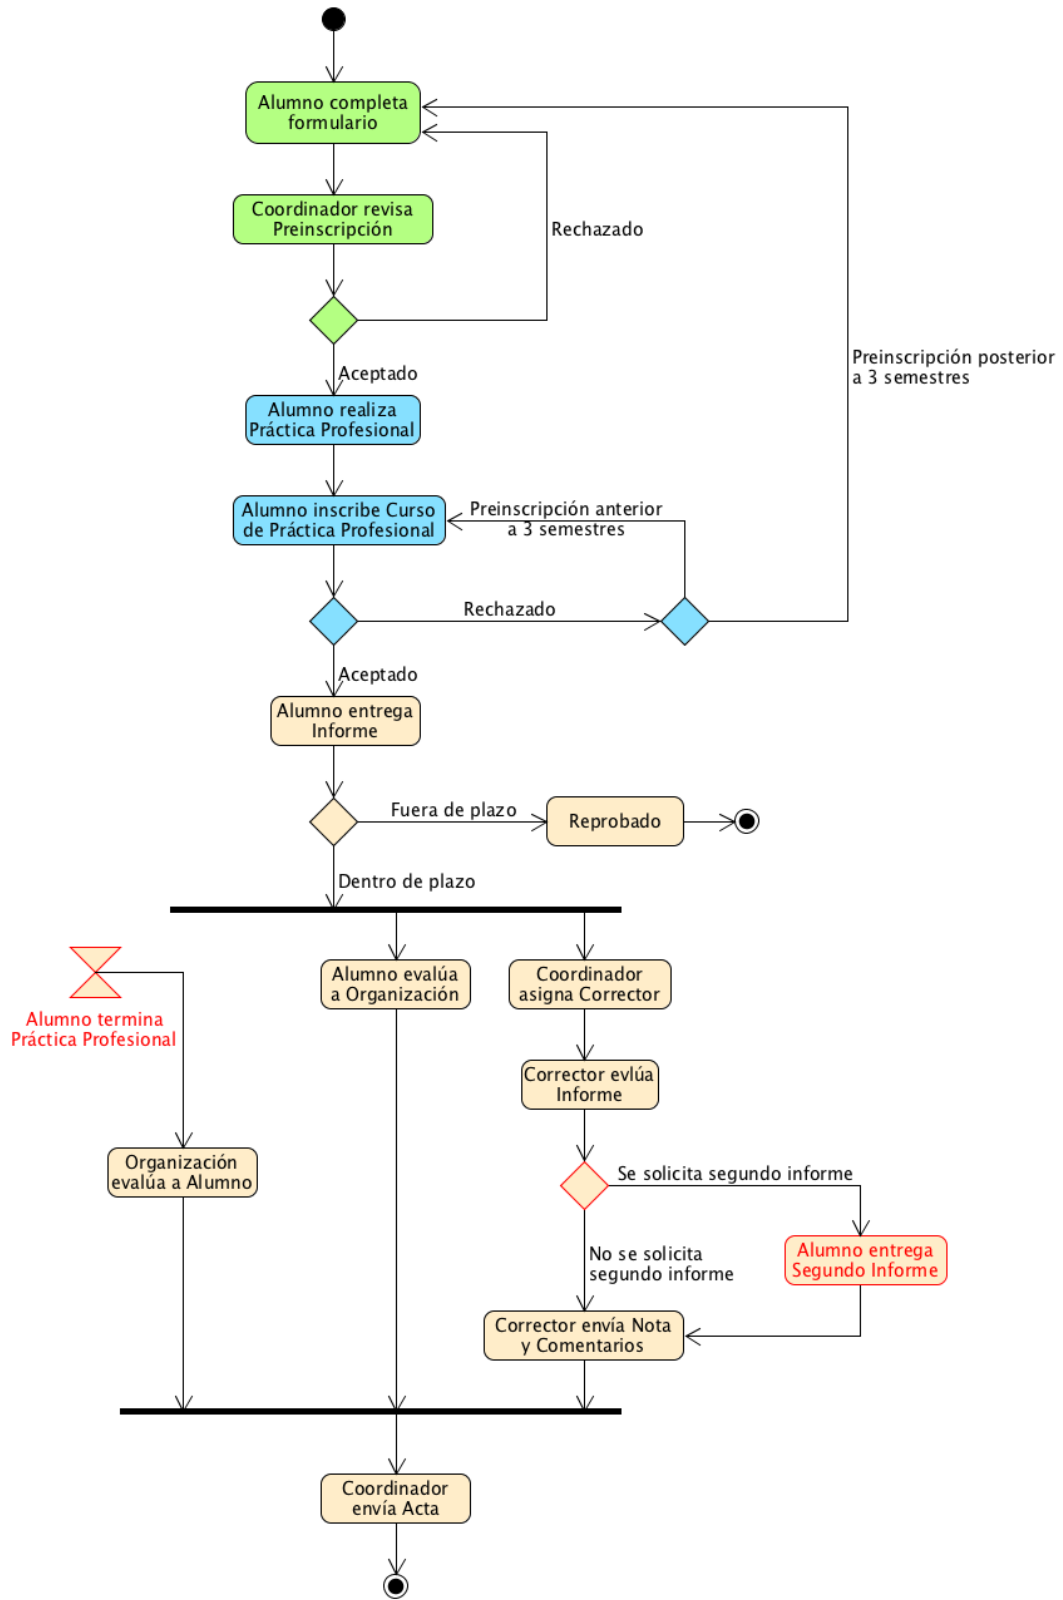 Alumno completa
formulario
Coordinador revisa
Preinscripción
Rechazado
Preinscripción posterior
a 3 semestres
Aceptado
Alumno realiza
Práctica Profesional
Alumno inscribe Curso
de Práctica Profesional
Preinscripción anterior
a 3 semestres
Rechazado
Aceptado
Alumno entrega
Informe
Fuera de plazo
Reprobado
Dentro de plazo
Alumno termina
Práctica Profesional
Alumno evalúa
a Organización
Coordinador
asigna Corrector
Corrector evlúa
Informe
Organización
evalúa a Alumno
Se solicita segundo informe
No se solicita
segundo informe
Alumno entrega
Segundo Informe
Corrector envía Nota
y Comentarios
Coordinador
envía Acta